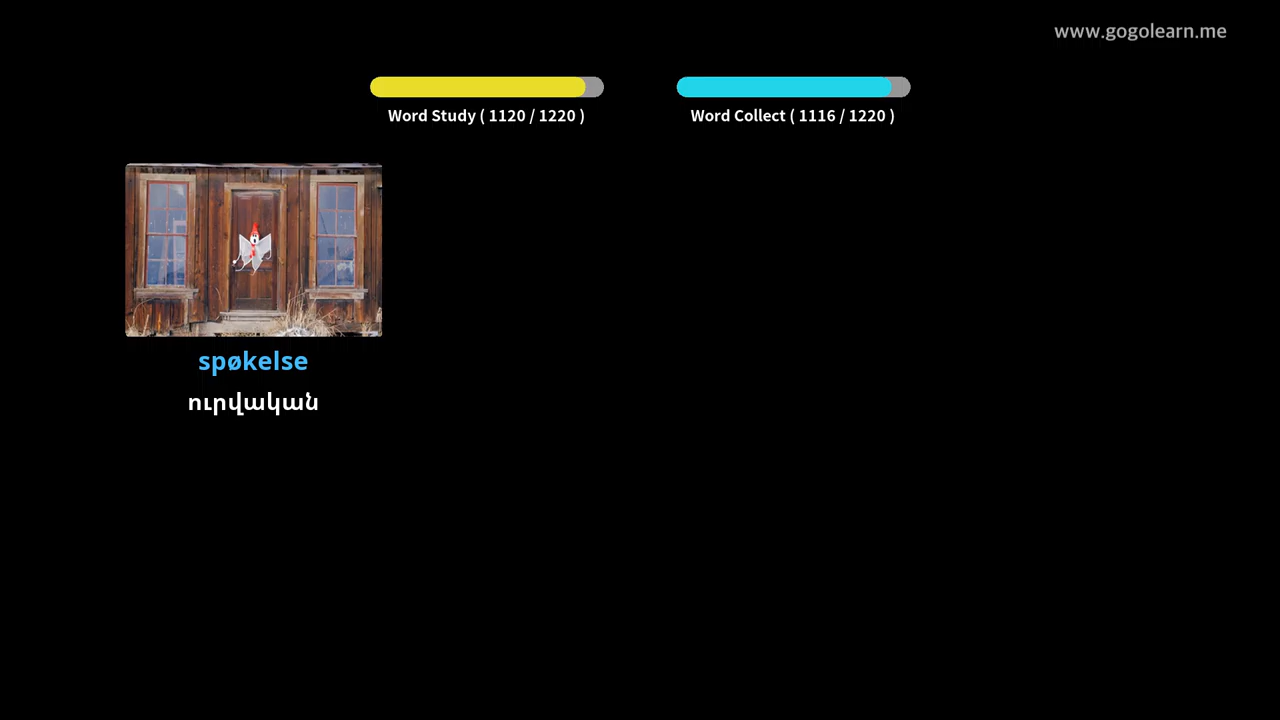 www.gogolearn.me
Word Study ( 1120 / 1220 )
Word Collect ( 1116 / 1220 )
spøkelse
ուրվական